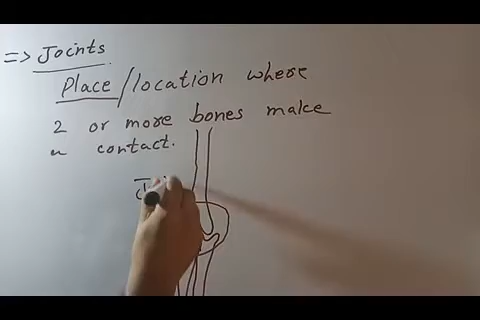 => Joints
Place/location where
2 or more bones make
a contact.